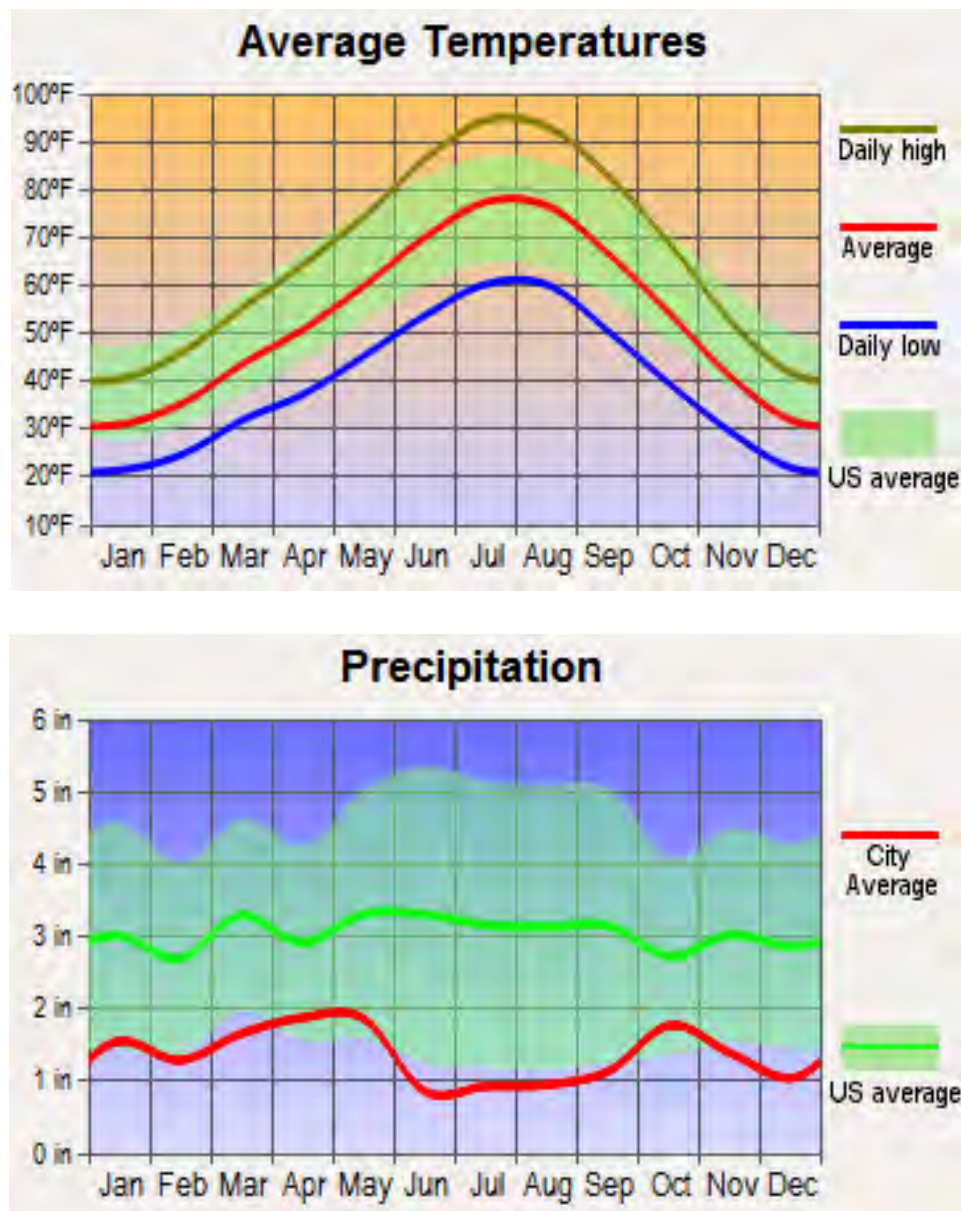 Average Temperatures
100ºF
90ºF
80ºF
70ºF
60ºF
50ºF
40ºF
30ºF
20ºF
10ºF
Jan Feb Mar Apr May Jun Jul Aug Sep Oct Nov Dec
Daily high
Average
Daily low
US average
Precipitation
6 in
5 in
4 in
3 in
2 in
1 in
0 in
Jan Feb Mar Apr May Jun Jul Aug Sep Oct Nov Dec
City
Average
US average